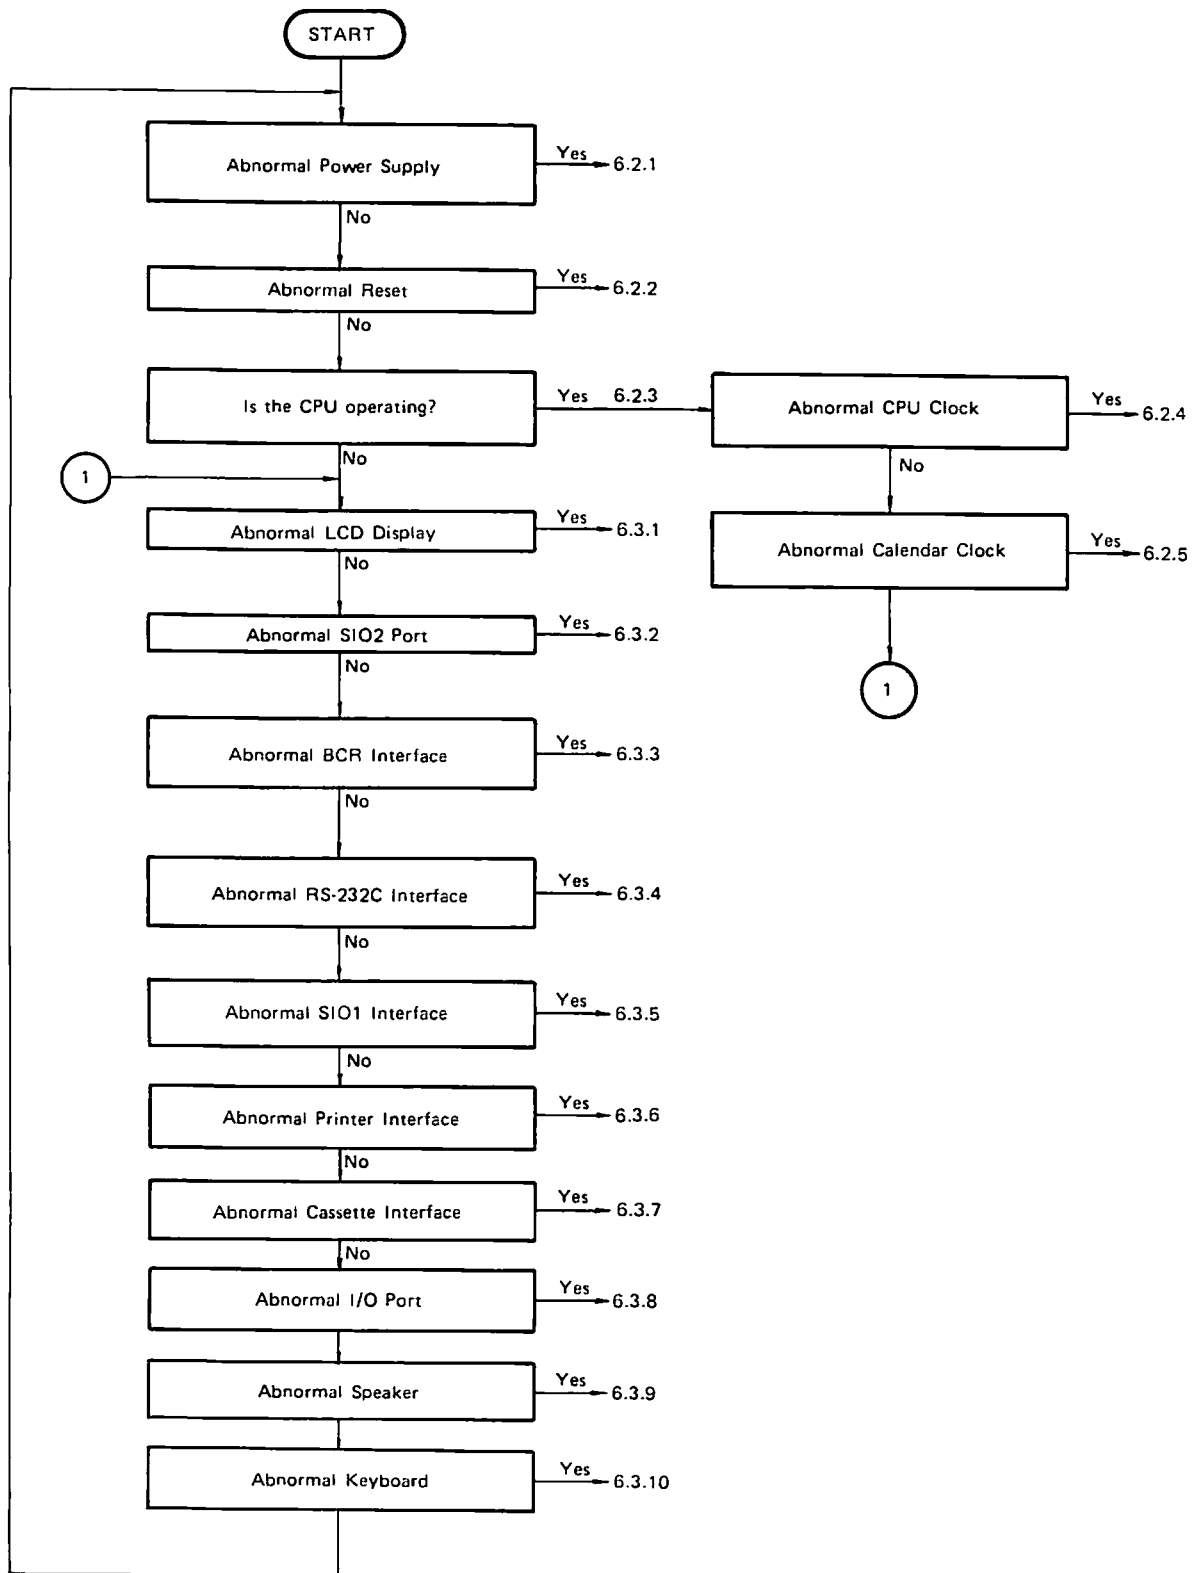 START
Abnormal Power Supply
Yes
6.2.1
No
Abnormal Reset
Yes
6.2.2
No
Is the CPU operating?
Yes 6.2.3
Abnormal CPU Clock
Yes
6.2.4
No
Abnormal Calendar Clock
Yes
6.2.5
1
No
1
Abnormal LCD Display
Yes
6.3.1
No
Abnormal SIO2 Port
Yes
6.3.2
No
Abnormal BCR Interface
Yes
6.3.3
No
Abnormal RS-232C Interface
Yes
6.3.4
No
Abnormal SIO1 Interface
Yes
6.3.5
No
Abnormal Printer Interface
Yes
6.3.6
No
Abnormal Cassette Interface
Yes
6.3.7
No
Abnormal I/O Port
Yes
6.3.8
Abnormal Speaker
Yes
6.3.9
Abnormal Keyboard
Yes
6.3.10